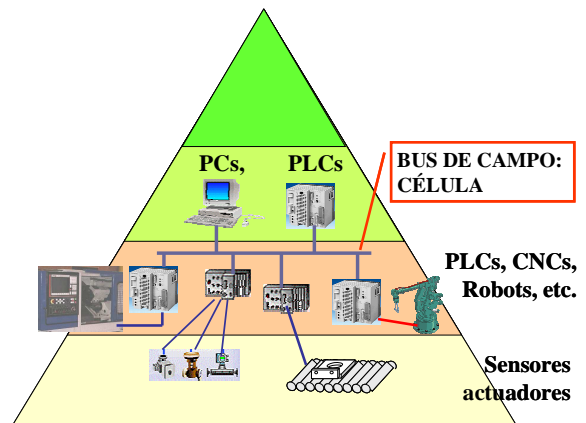 PCs, PLCs
BUS DE CAMPO:
CÉLULA
PLCs, CNCs,
Robots, etc.
Sensores
actuadores